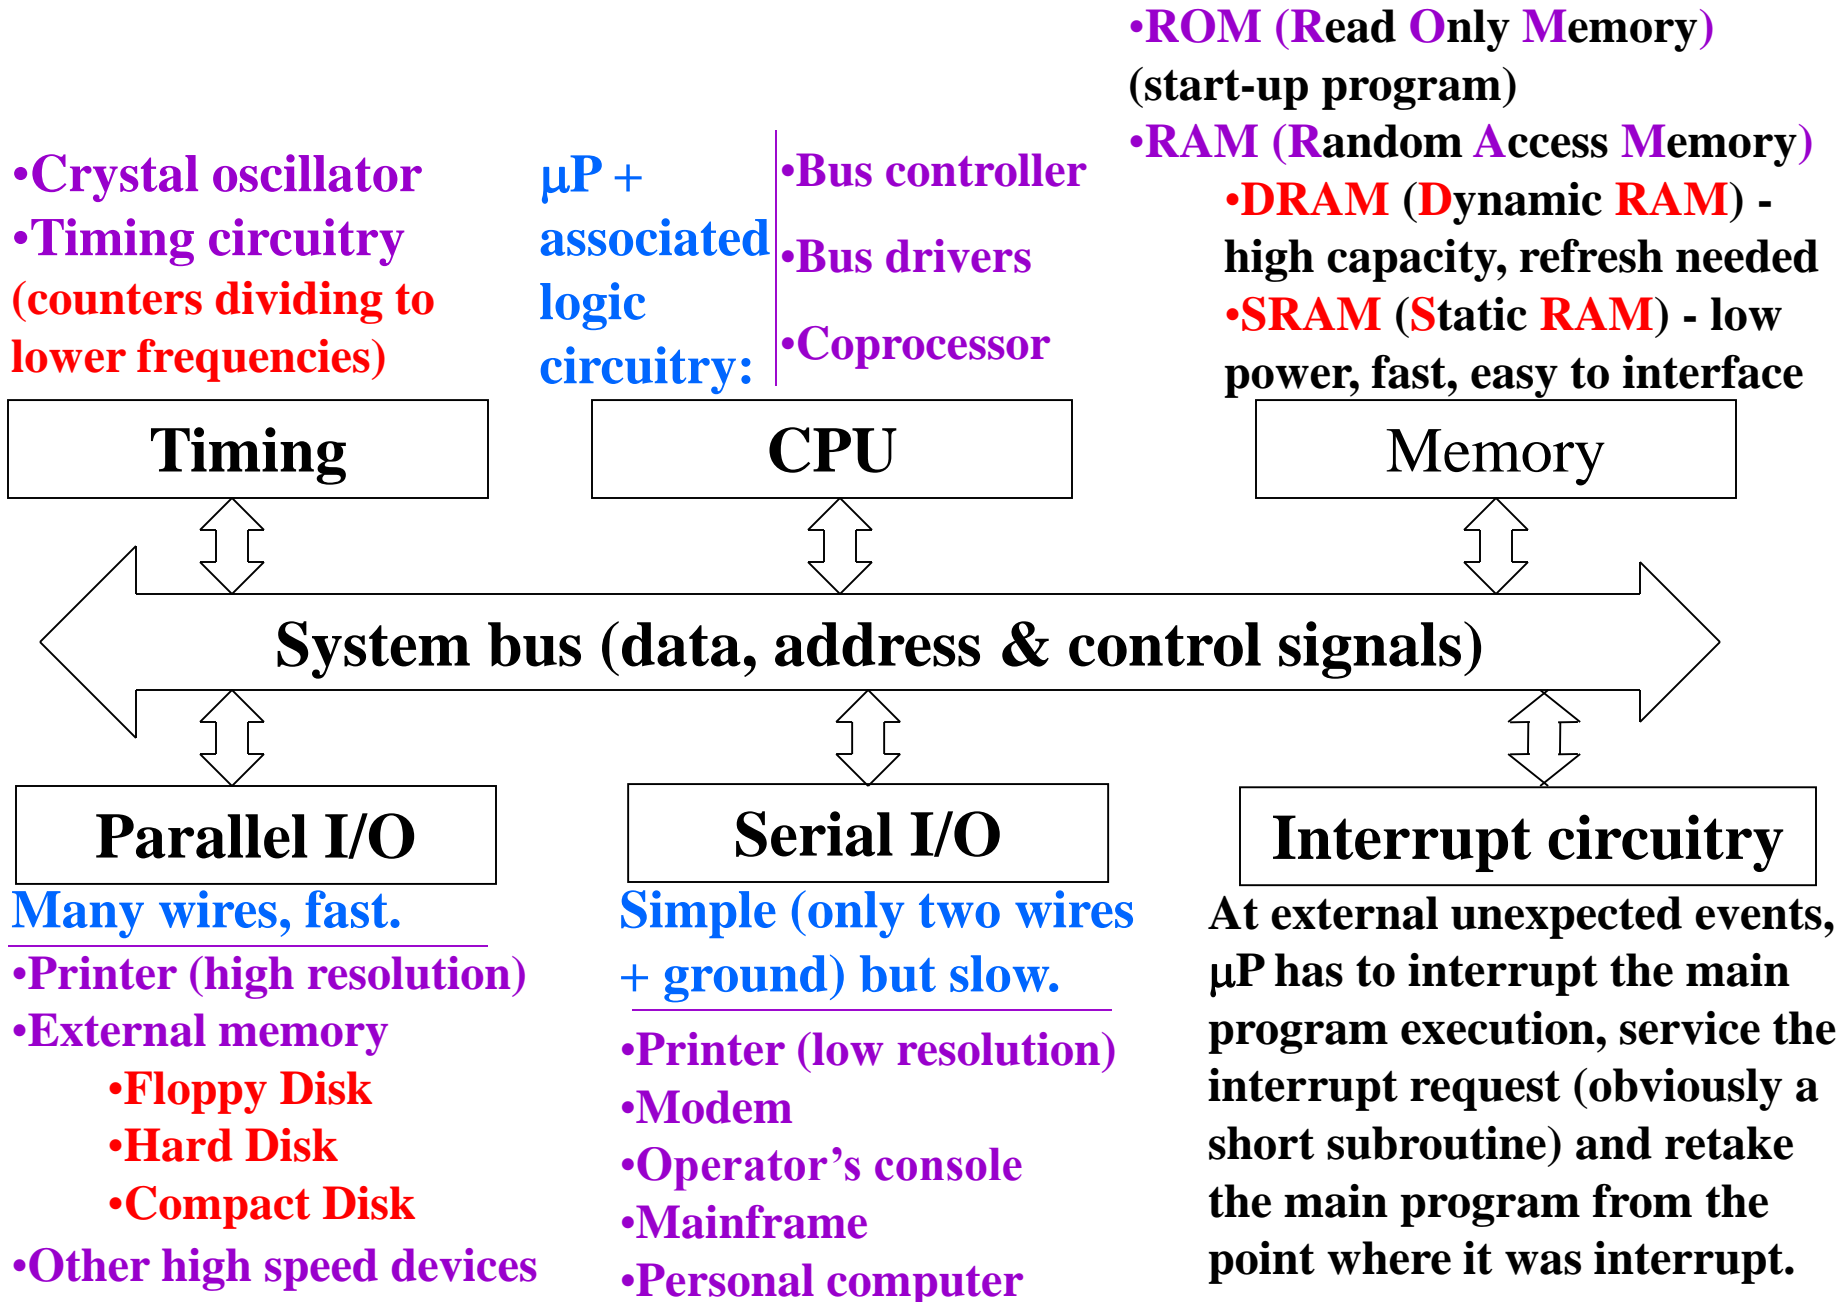 •Crystal oscillator
•Timing circuitry
(counters dividing to
lower frequencies)
μP +
associated
logic
circuitry:
•Bus controller
•Bus drivers
•Coprocessor
•ROM (Read Only Memory)
(start-up program)
•RAM (Random Access Memory)
•DRAM (Dynamic RAM) -
high capacity, refresh needed
•SRAM (Static RAM) - low
power, fast, easy to interface
Timing
CPU
Memory
System bus (data, address & control signals)
Parallel I/O
Many wires, fast.
•Printer (high resolution)
•External memory
•Floppy Disk
•Hard Disk
•Compact Disk
•Other high speed devices
Serial I/O
Simple (only two wires
+ ground) but slow.
•Printer (low resolution)
•Modem
•Operator’s console
•Mainframe
•Personal computer
Interrupt circuitry
At external unexpected events,
μP has to interrupt the main
program execution, service the
interrupt request (obviously a
short subroutine) and retake
the main program from the
point where it was interrupt.